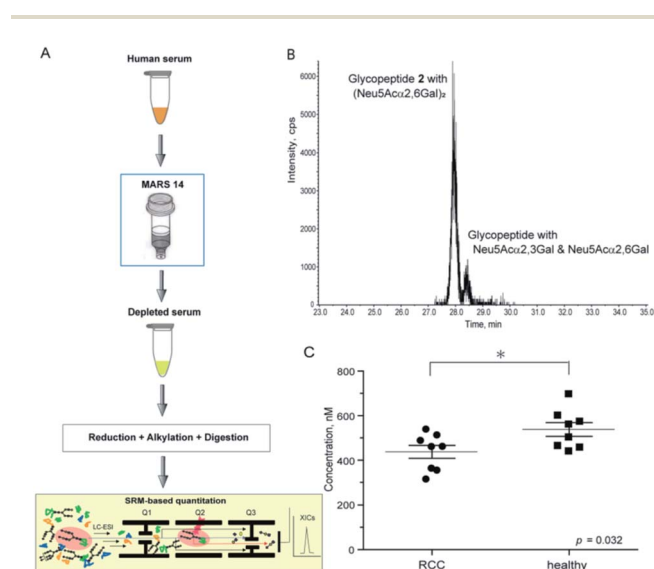 A
Human serum
MARS 14
Depleted serum
Reduction + Alkylation + Digestion
SRM-based quantitation
Q1
Q2
Q3
LC-ESI
XICs
B
Intensity, cps
6000
5000
4000
3000
2000
1000
0
Glycopeptide 2 with
(Neu5Acα2,6Gal)₂
Glycopeptide with
Neu5Acα2,3Gal & Neu5Acα2,6Gal
23.0 24.0 25.0 26.0 27.0 28.0 29.0 30.0 31.0 32.0 33.0 34.0 35.0
Time, min
C
Concentration, nM
800
600
400
200
0
*
p = 0.032
RCC healthy